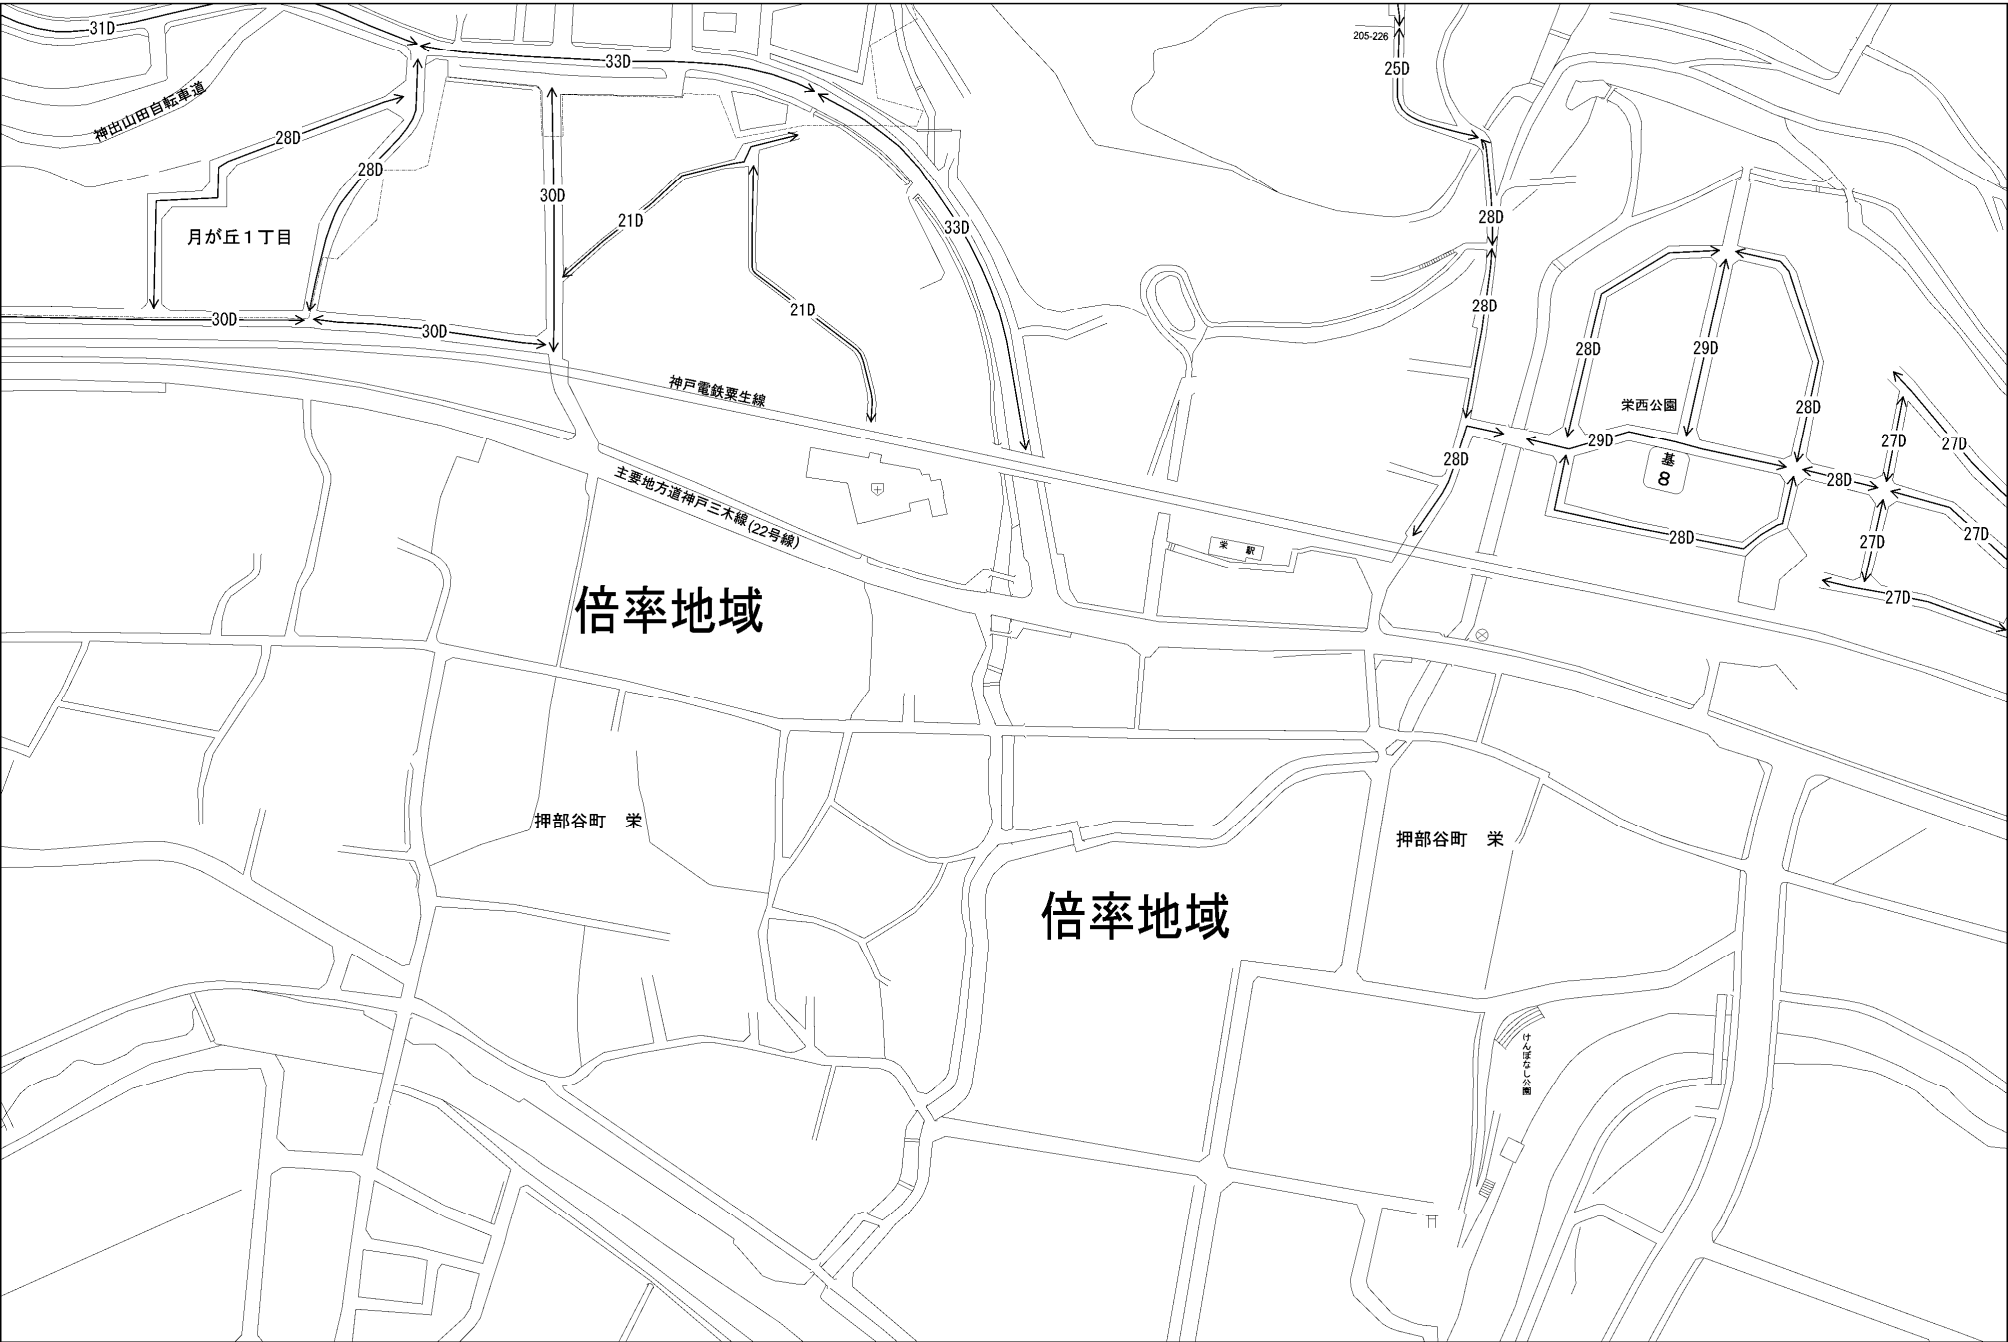 31D
205-226
33D
25D
神出山田自転車道
28D
28D
30D
21D
28D
33D
月が丘1丁目
30D
30D
21D
28D
28D
29D
神戸電鉄粟生線
栄西公園
28D
29D
27D
27D
28D
基
8
28D
主要地方道神戸三木線(22号線)
28D
27D
27D
栄 駅
27D
倍率地域
押部谷町 栄
押部谷町 栄
倍率地域
けんぽなし公園